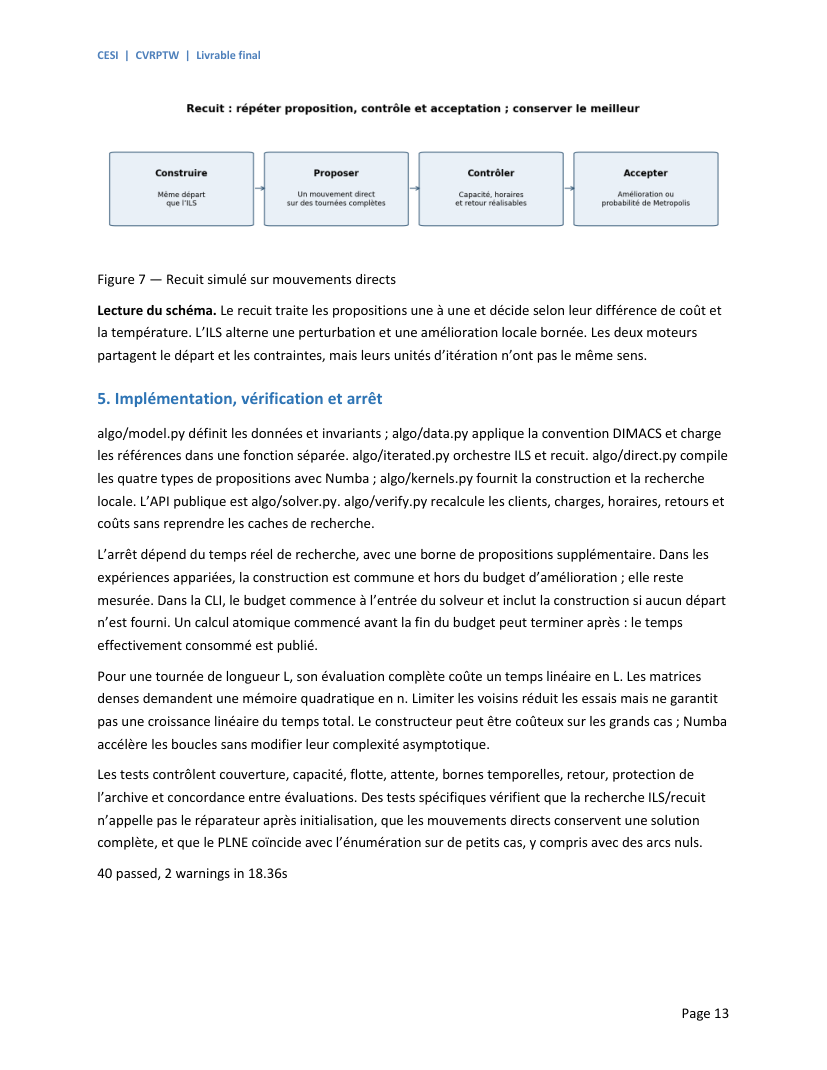 CESI | CVRPTW | Livrable final
Recuit : répéter proposition, contrôle et acceptation ; conserver le meilleur
Construire
Même départ
que l'ILS
Proposer
Un mouvement direct
sur des tournées complètes
Contrôler
Capacité, horaires
et retour réalisables
Accepter
Amélioration ou
probabilité de Metropolis
Figure 7 — Recuit simulé sur mouvements directs
Lecture du schéma. Le recuit traite les propositions une à une et décide selon leur différence de coût et
la température. L’ILS alterne une perturbation et une amélioration locale bornée. Les deux moteurs
partagent le départ et les contraintes, mais leurs unités d’itération n’ont pas le même sens.
5. Implémentation, vérification et arrêt
algo/model.py définit les données et invariants ; algo/data.py applique la convention DIMACS et charge
les références dans une fonction séparée. algo/iterated.py orchestre ILS et recuit. algo/direct.py compile
les quatre types de propositions avec Numba ; algo/kernels.py fournit la construction et la recherche
locale. L’API publique est algo/solver.py. algo/verify.py recalcule les clients, charges, horaires, retours et
coûts sans reprendre les caches de recherche.
L’arrêt dépend du temps réel de recherche, avec une borne de propositions supplémentaire. Dans les
expériences appariées, la construction est commune et hors du budget d’amélioration ; elle reste
mesurée. Dans la CLI, le budget commence à l’entrée du solveur et inclut la construction si aucun départ
n’est fourni. Un calcul atomique commencé avant la fin du budget peut terminer après : le temps
effectivement consommé est publié.
Pour une tournée de longueur L, son évaluation complète coûte un temps linéaire en L. Les matrices
denses demandent une mémoire quadratique en n. Limiter les voisins réduit les essais mais ne garantit
pas une croissance linéaire du temps total. Le constructeur peut être coûteux sur les grands cas ; Numba
accélère les boucles sans modifier leur complexité asymptotique.
Les tests contrôlent couverture, capacité, flotte, attente, bornes temporelles, retour, protection de
l’archive et concordance entre évaluations. Des tests spécifiques vérifient que la recherche ILS/recuit
n’appelle pas le réparateur après initialisation, que les mouvements directs conservent une solution
complète, et que le PLNE coïncide avec l’énumération sur de petits cas, y compris avec des arcs nuls.
40 passed, 2 warnings in 18.36s
Page 13